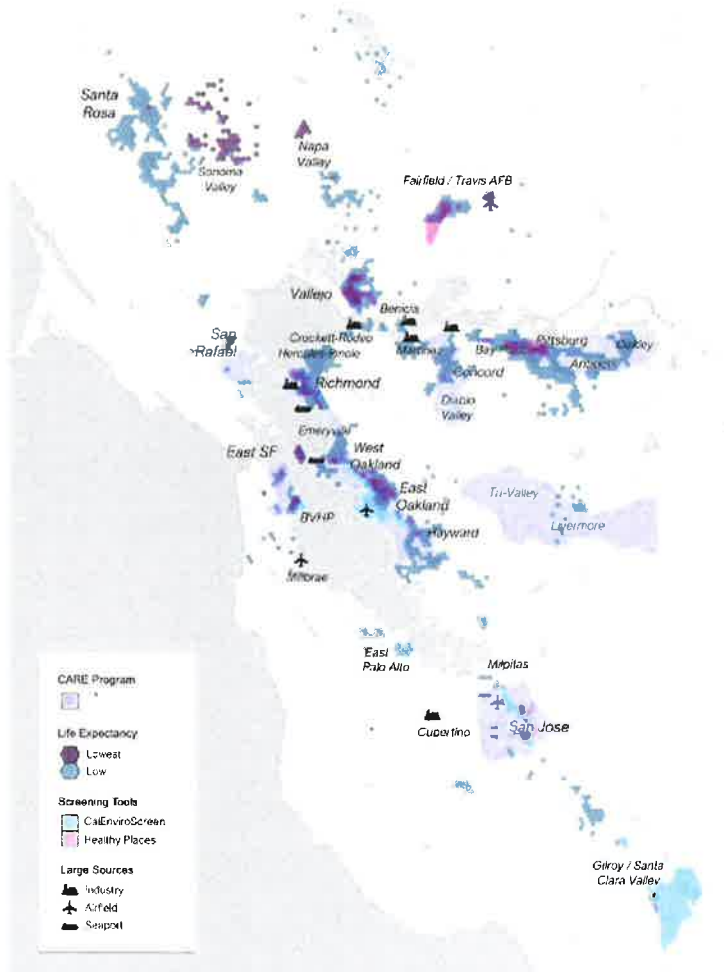 Santa
Rosa
Sonoma
Valley
Napa
Valley
Fairfield / Travis AFB
Vallejo
Benicia
Crockett-Rodeo
Hercules-Pinole
Martinez
Bay
Pittsburg
Oakley
Antioch
Concord
Diablo
Valley
San
Rafael
Richmond
Emeryville
East SF
West
Oakland
East
Oakland
Tri-Valley
Livermore
BVHP
Hayward
Millbrae
East
Palo Alto
Milpitas
Cupertino
San Jose
Gilroy / Santa
Clara Valley
CARE Program
Life Expectancy
Lowest
Low
Screening Tools
CalEnviroScreen
Healthy Places
Large Sources
Industry
Airfield
Seaport